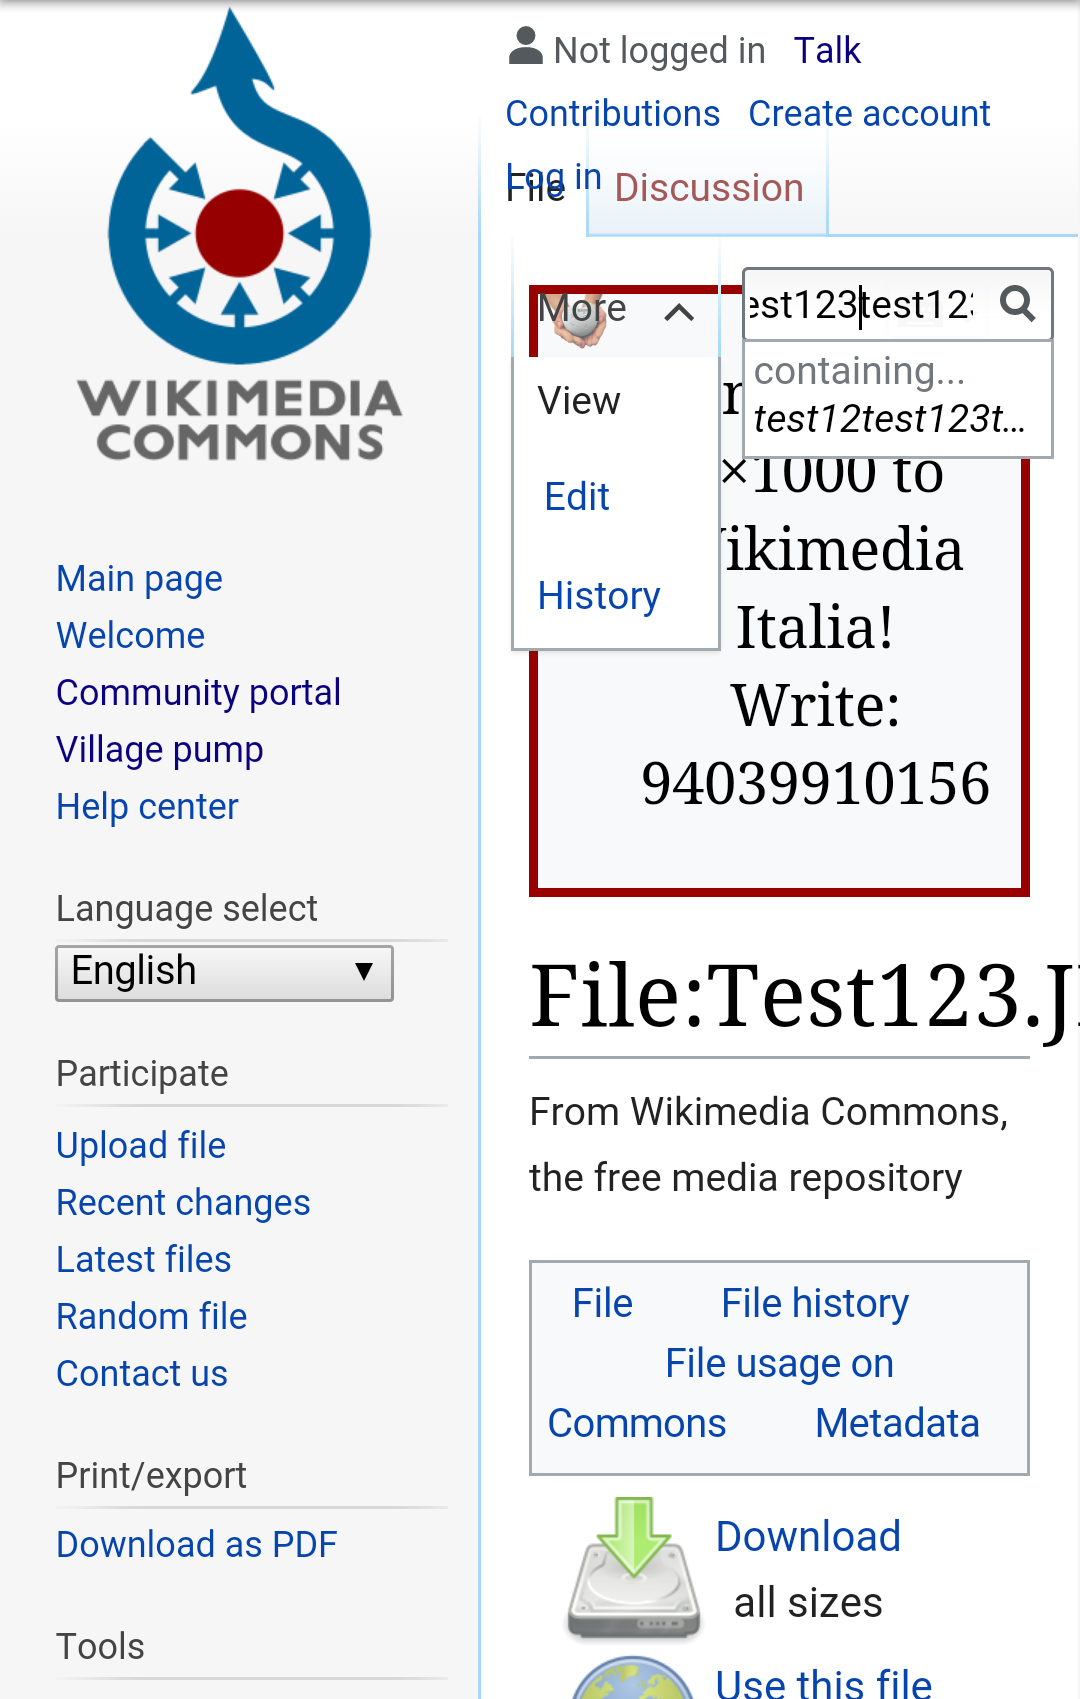 WIKIMEDIA
COMMONS
Main page
Welcome
Community portal
Village pump
Help center
Language select
English
Participate
Upload file
Recent changes
Latest files
Random file
Contact us
Print/export
Download as PDF
Tools
Not logged in Talk
Contributions Create account
Log in
File Discussion
More
View
Edit
History
est123test123
containing...
test12test123t...
×1000 to
ikimedia
Italia!
Write:
94039910156
File:Test123.J
From Wikimedia Commons,
the free media repository
File File history
File usage on
Commons Metadata
Download
all sizes
Use this file